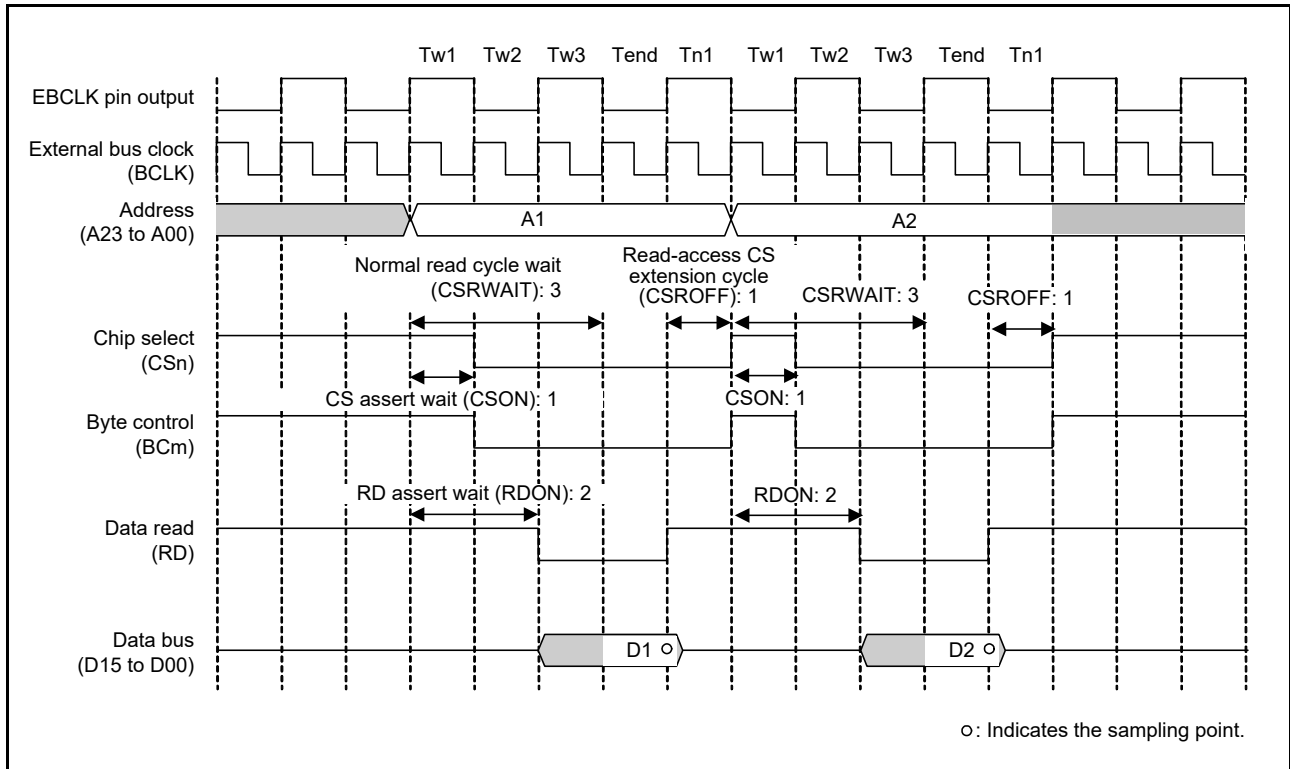 Tw1 Tw2 Tw3 Tend Tn1 Tw1 Tw2 Tw3 Tend Tn1
EBCLK pin output
External bus clock
(BCLK)
Address
(A23 to A00)
A1
A2
Normal read cycle wait
(CSRWAIT): 3
Read-access CS
extension cycle
(CSROFF): 1
CSRWAIT: 3
CSROFF: 1
Chip select
(CSn)
CS assert wait (CSON): 1
CSON: 1
Byte control
(BCm)
RD assert wait (RDON): 2
RDON: 2
Data read
(RD)
Data bus
(D15 to D00)
D1
D2
: Indicates the sampling point.